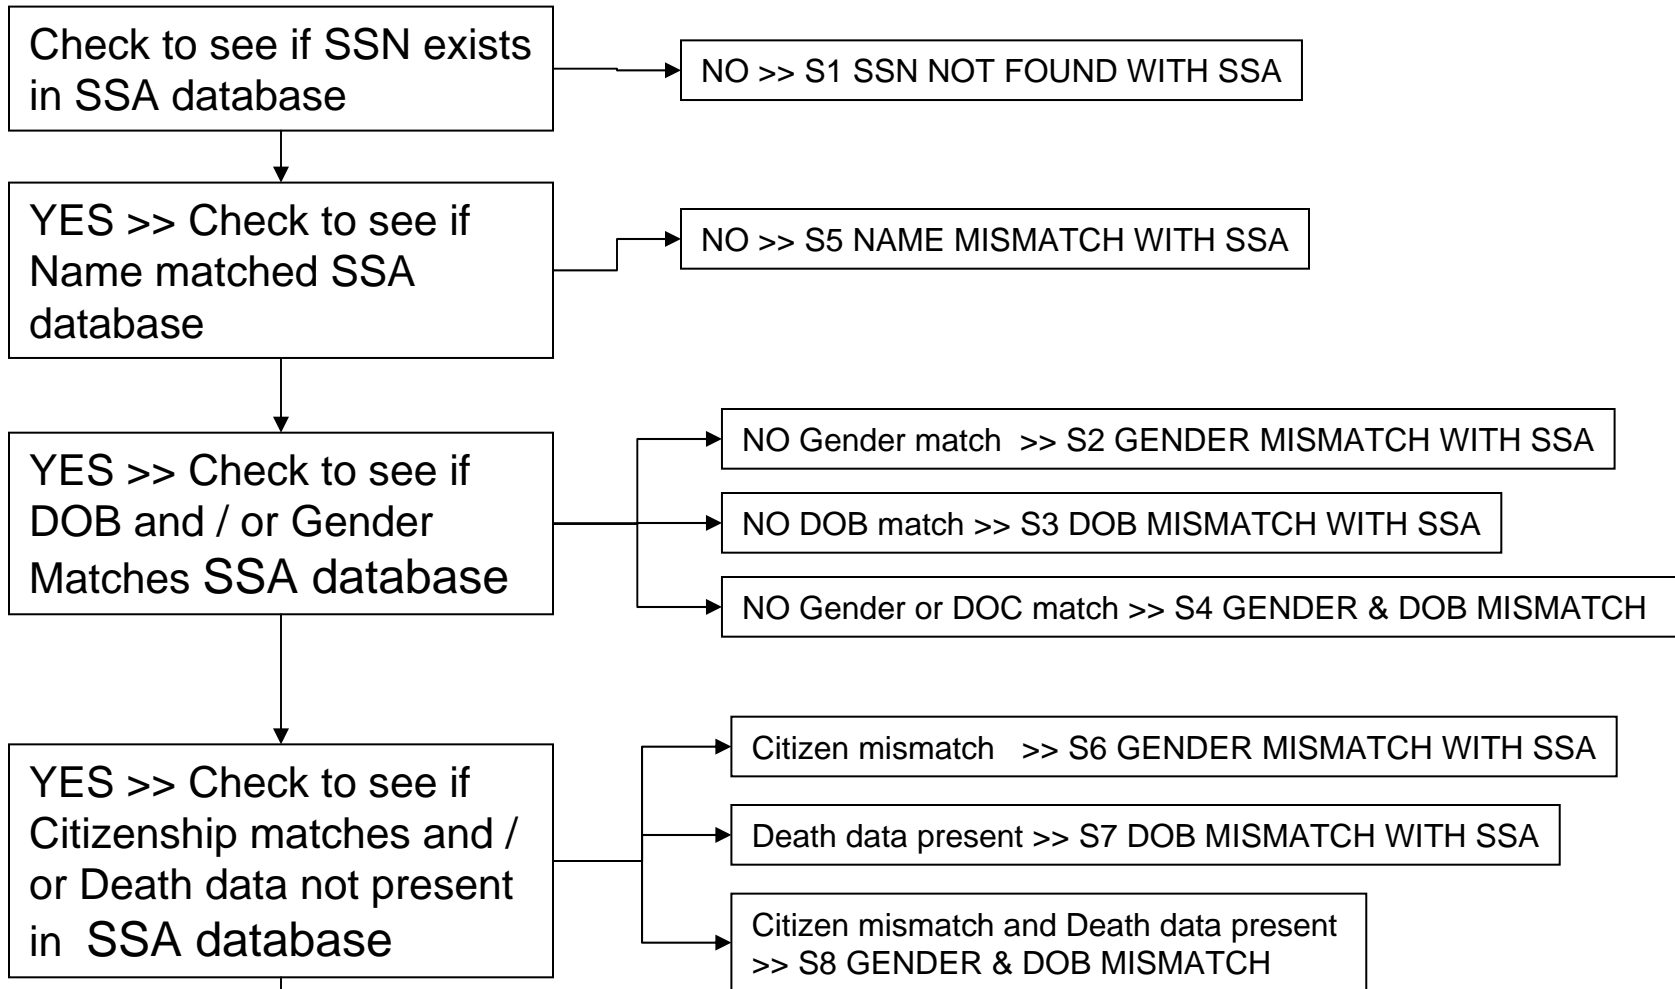 Check to see if SSN exists
in SSA database
NO >> S1 SSN NOT FOUND WITH SSA
YES >> Check to see if
Name matched SSA
database
NO >> S5 NAME MISMATCH WITH SSA
YES >> Check to see if
DOB and / or Gender
Matches SSA database
NO Gender match >> S2 GENDER MISMATCH WITH SSA
NO DOB match >> S3 DOB MISMATCH WITH SSA
NO Gender or DOC match >> S4 GENDER & DOB MISMATCH
YES >> Check to see if
Citizenship matches and /
or Death data not present
in SSA database
Citizen mismatch >> S6 GENDER MISMATCH WITH SSA
Death data present >> S7 DOB MISMATCH WITH SSA
Citizen mismatch and Death data present
>> S8 GENDER & DOB MISMATCH